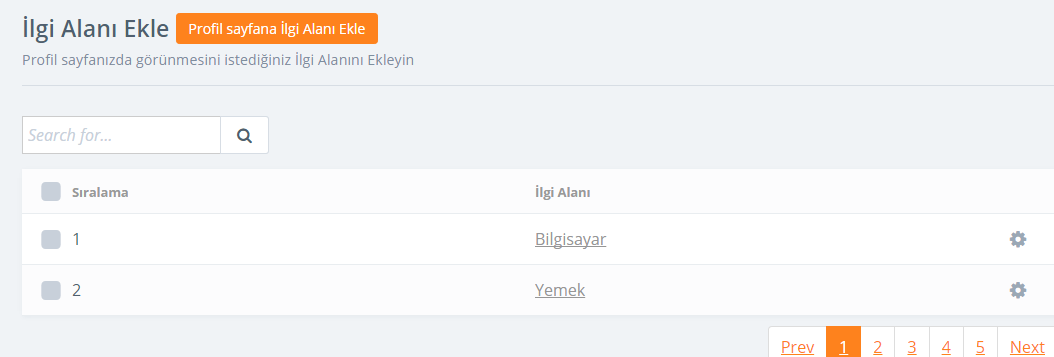 İlgi Alanı Ekle Profil sayfana İlgi Alanı Ekle
Profil sayfanızda görünmesini istediğiniz İlgi Alanını Ekleyin
Search for...
Sıralama İlgi Alanı
1 Bilgisayar
2 Yemek
Prev 1 2 3 4 5 Next